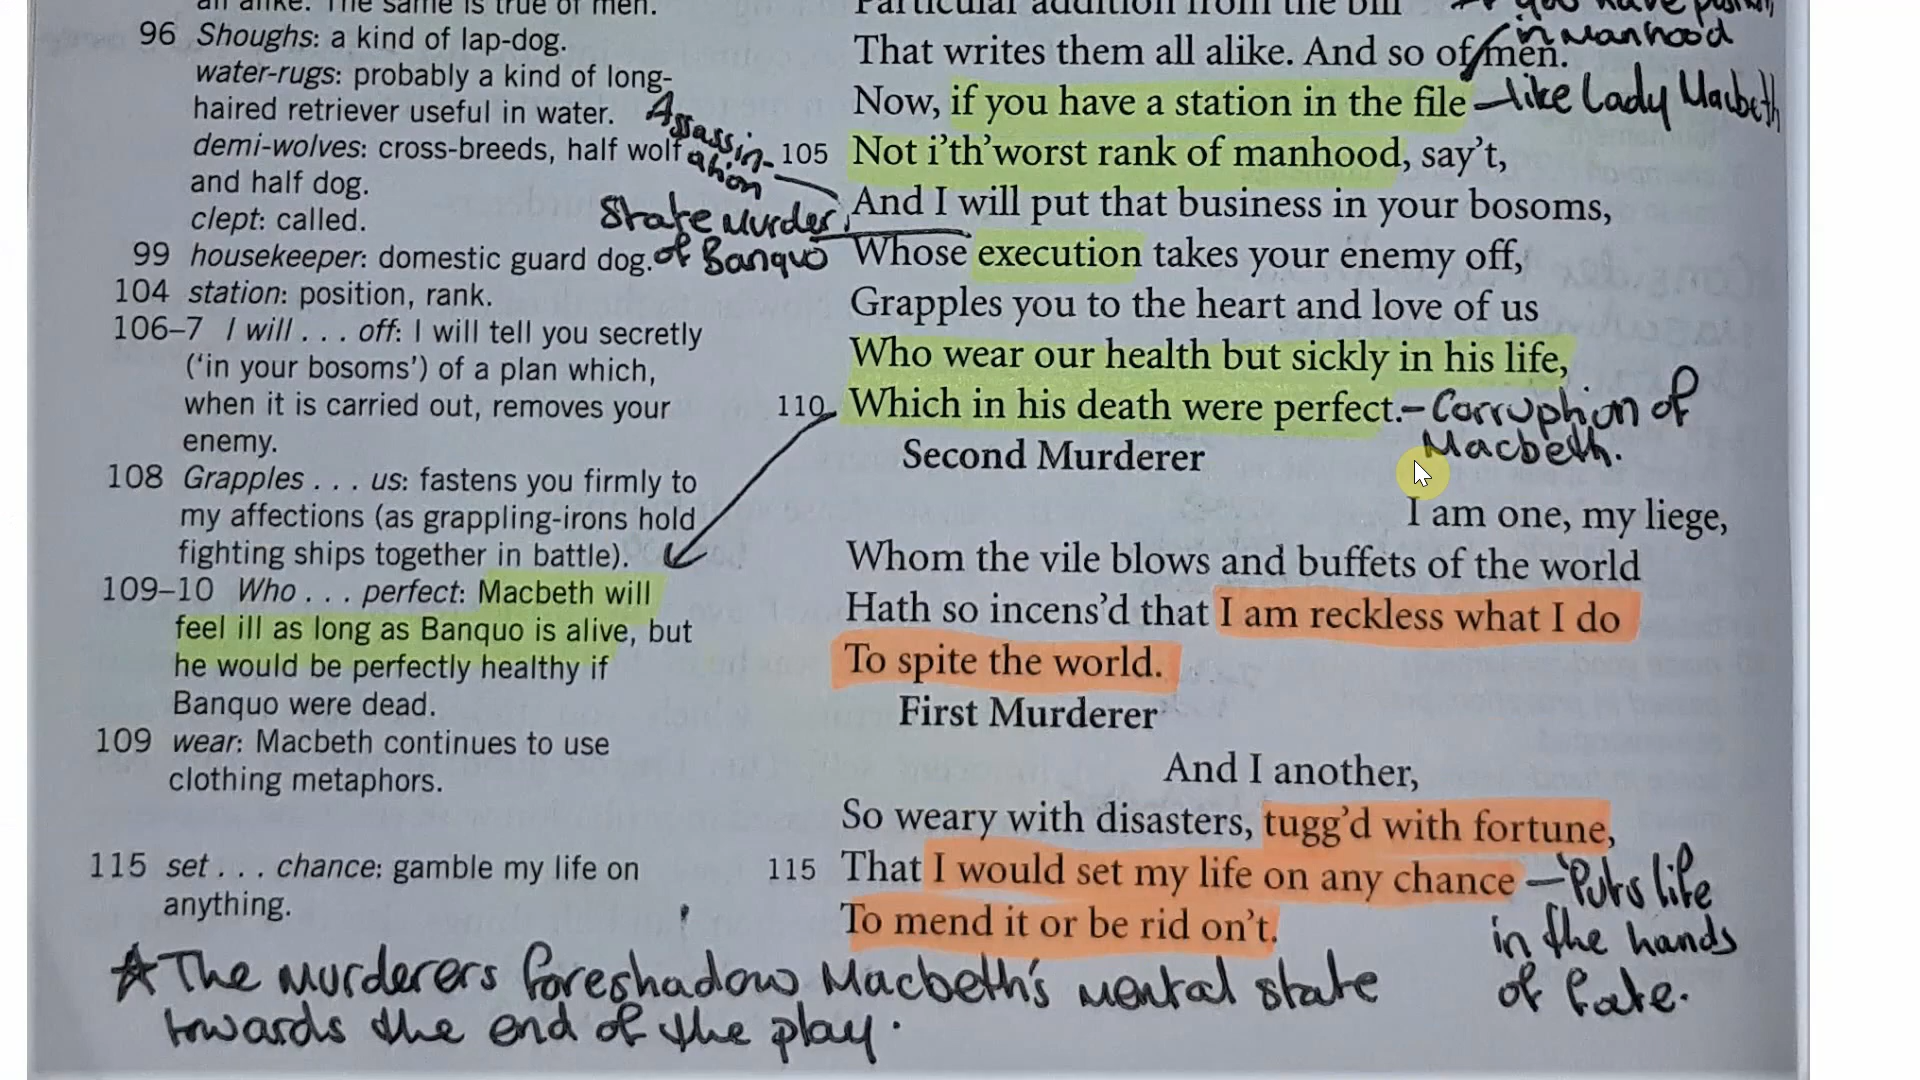 an alike. The same is true of men.
96 Shoughs: a kind of lap-dog.
water-rugs: probably a kind of long-
haired retriever useful in water.
demi-wolves: cross-breeds, half wolf
and half dog.
clept: called.
99 housekeeper: domestic guard dog.
104 station: position, rank.
106–7 I will . . . off: I will tell you secretly
(‘in your bosoms’) of a plan which,
when it is carried out, removes your
enemy.
108 Grapples . . . us: fastens you firmly to
my affections (as grappling-irons hold
fighting ships together in battle).
109–10 Who . . . perfect: Macbeth will
feel ill as long as Banquo is alive, but
he would be perfectly healthy if
Banquo were dead.
109 wear: Macbeth continues to use
clothing metaphors.
115 set . . . chance: gamble my life on
anything.
Assassin-
ation
State Murder
of Banquo
Particular addition from the bill
That writes them all alike. And so of men.
Now, if you have a station in the file
105 Not i’th’worst rank of manhood, say’t,
And I will put that business in your bosoms,
Whose execution takes your enemy off,
Grapples you to the heart and love of us
Who wear our health but sickly in his life,
110 Which in his death were perfect.
Second Murderer
I am one, my liege,
Whom the vile blows and buffets of the world
Hath so incens’d that I am reckless what I do
To spite the world.
First Murderer
And I another,
So weary with disasters, tugg’d with fortune,
115 That I would set my life on any chance
To mend it or be rid on’t.
if you have
in manhood
– like Lady Macbeth
– Corruption of
Macbeth.
– Puts life
in the hands
of fate.
☆ The Murderers foreshadow Macbeth's mental state
towards the end of the play.